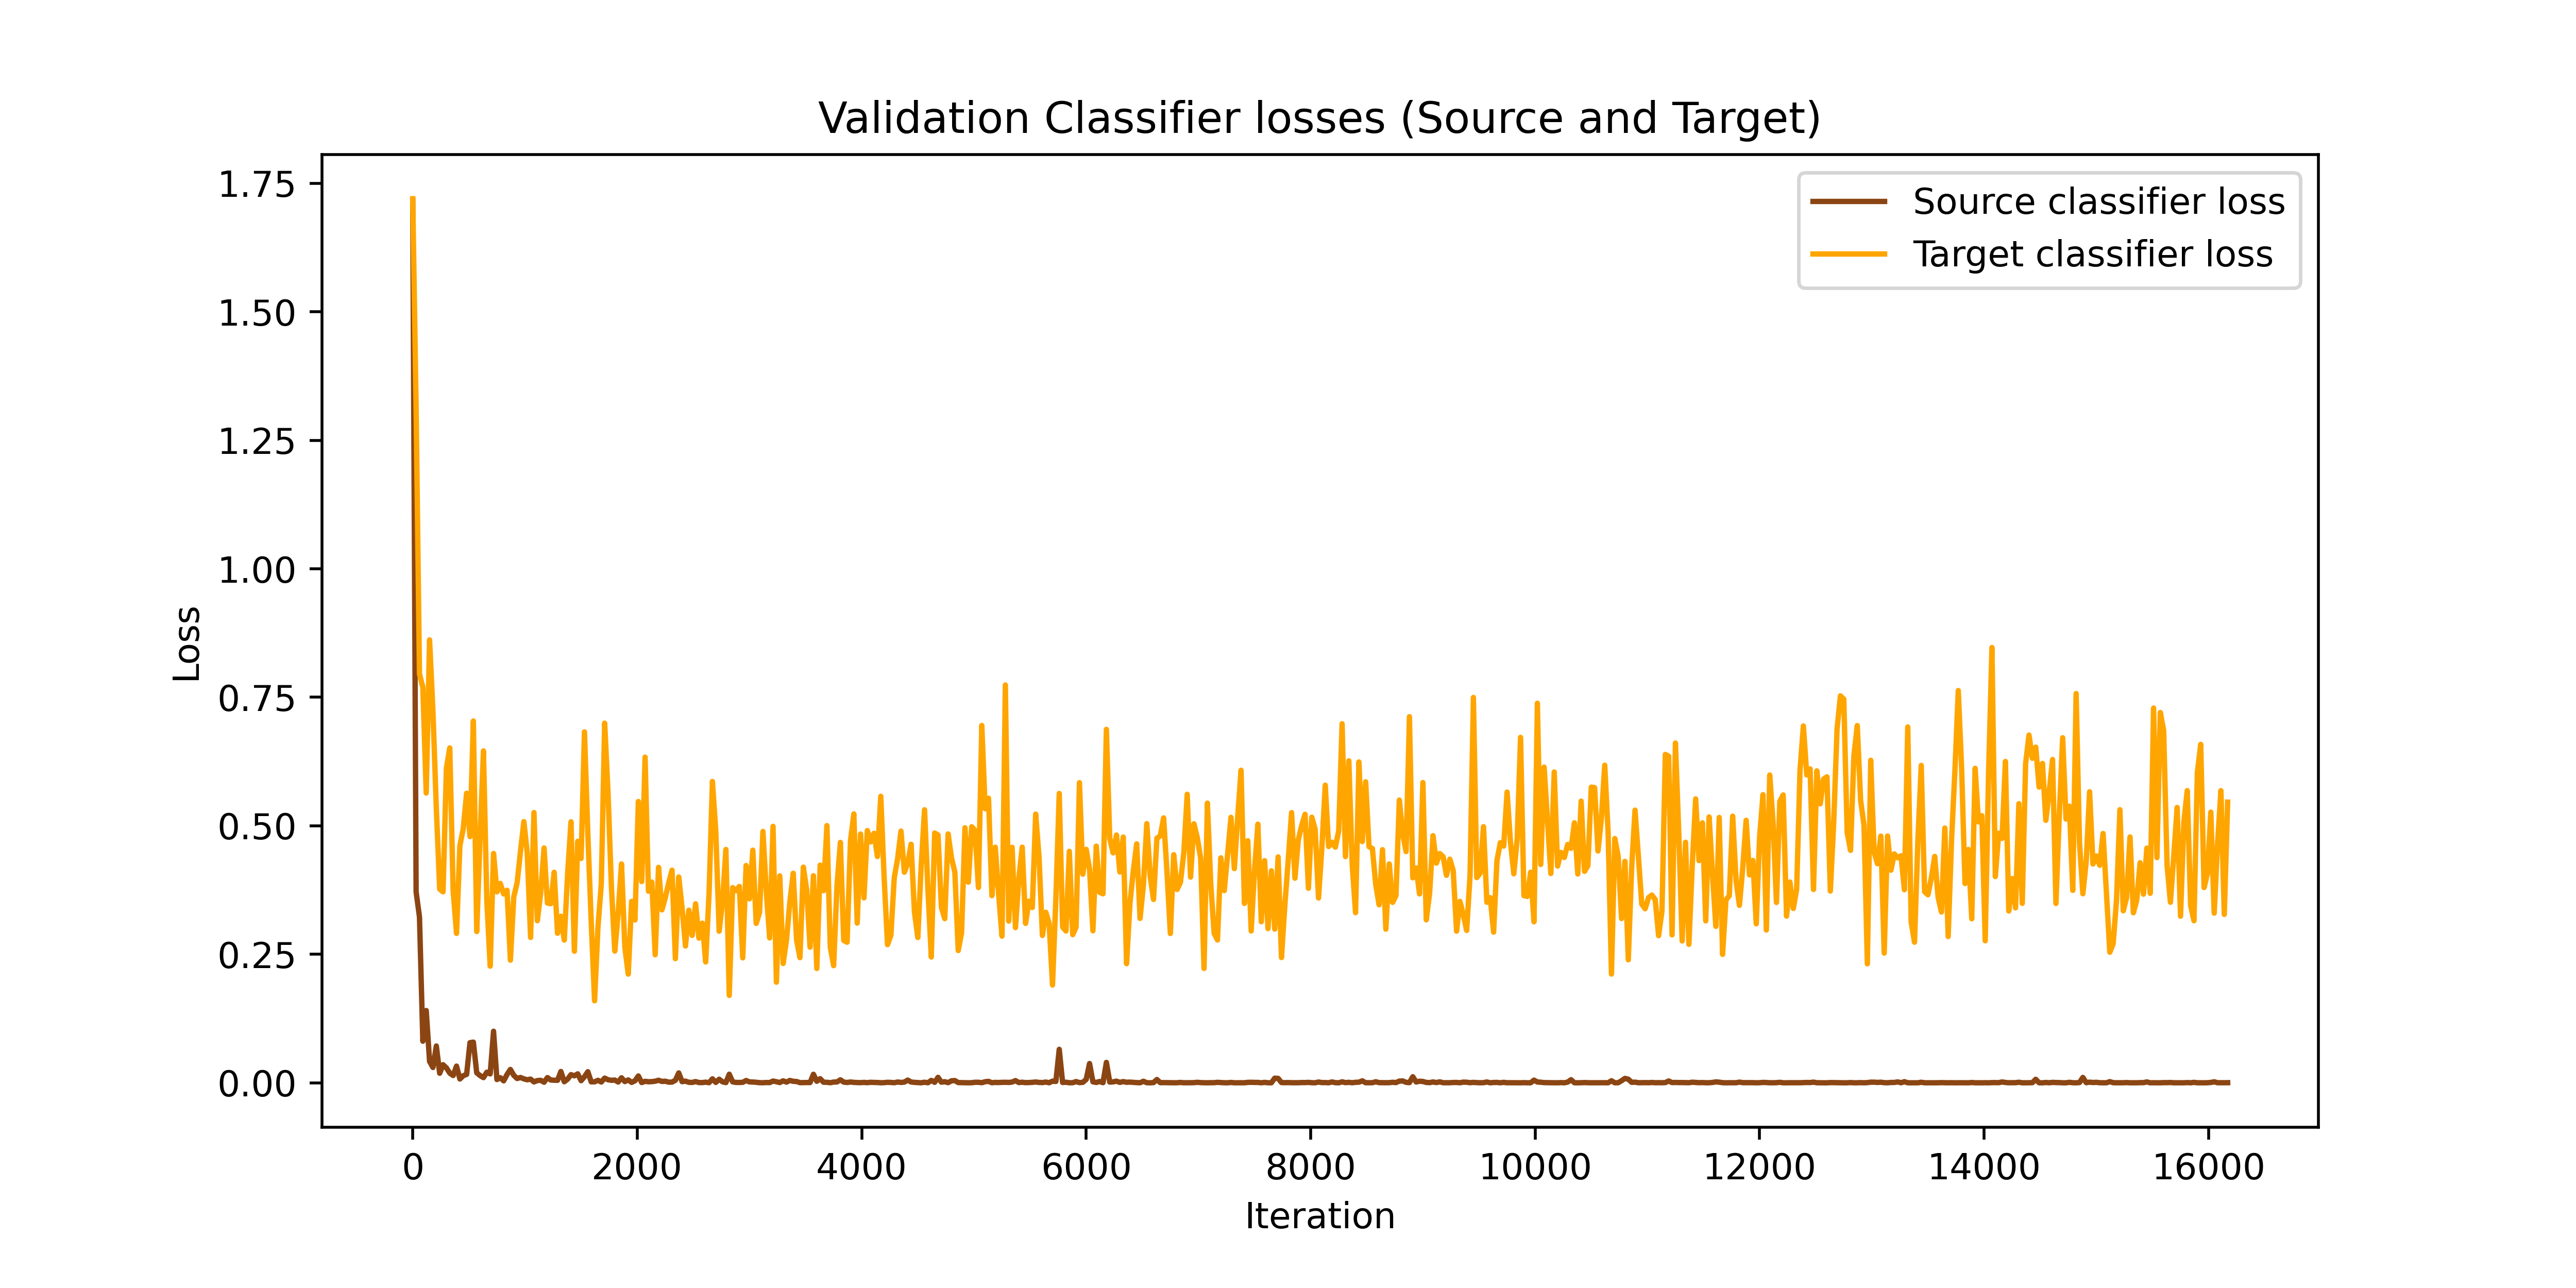 Validation Classifier losses (Source and Target)
Source classifier loss
Target classifier loss
Loss
1.75
1.50
1.25
1.00
0.75
0.50
0.25
0.00
0 2000 4000 6000 8000 10000 12000 14000 16000
Iteration